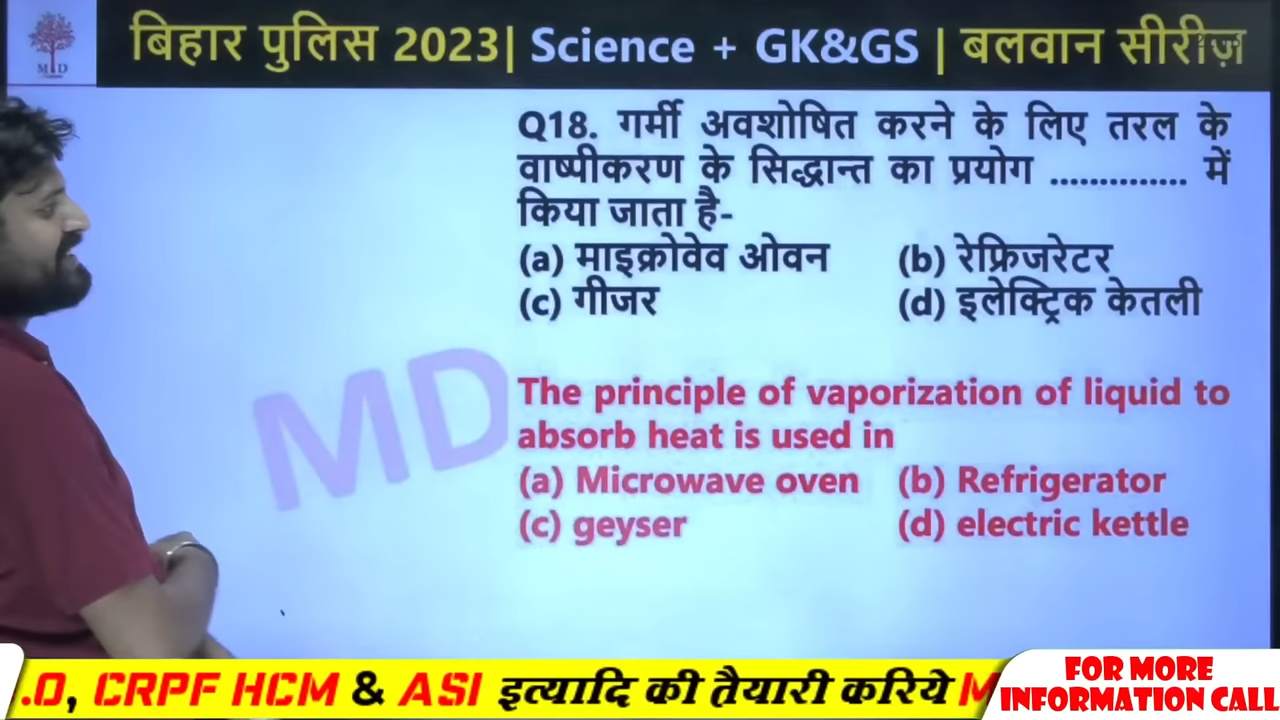 बिहार पुलिस 2023| Science + GK&GS | बलवान सीरीज़
MD
Q18. गर्मी अवशोषित करने के लिए तरल के
वाष्पीकरण के सिद्धान्त का प्रयोग .............. में
किया जाता है-
(a) माइक्रोवेव ओवन (b) रेफ्रिजरेटर
(c) गीजर (d) इलेक्ट्रिक केतली
MD
The principle of vaporization of liquid to
absorb heat is used in
(a) Microwave oven (b) Refrigerator
(c) geyser (d) electric kettle
.O, CRPF HCM & ASI इत्यादि की तैयारी करिये M
FOR MORE
INFORMATION CALL